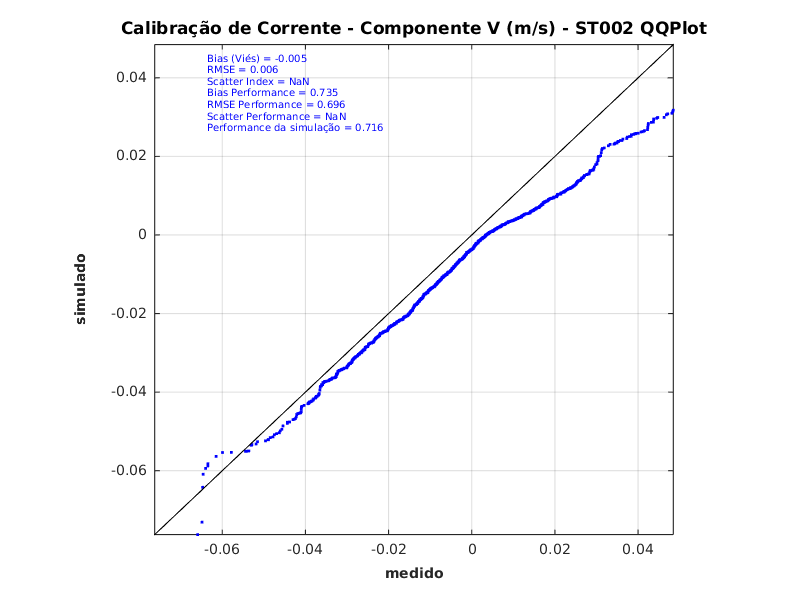 Calibração de Corrente - Componente V (m/s) - ST002 QQPlot
Bias (Viés) = -0.005
RMSE = 0.006
Scatter Index = NaN
Bias Performance = 0.735
RMSE Performance = 0.696
Scatter Performance = NaN
Performance da simulação = 0.716
0.04
0.02
0
-0.02
-0.04
-0.06
simulado
-0.06
-0.04
-0.02
0
0.02
0.04
medido